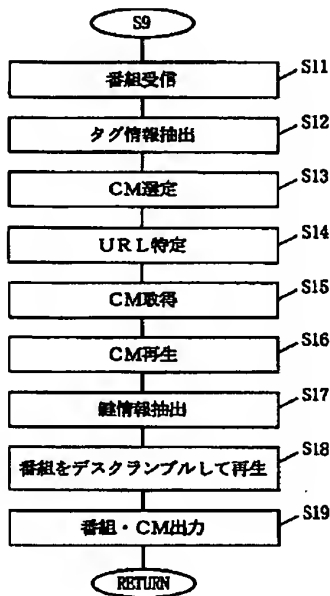 S9
番組受信 S11
タグ情報抽出 S12
CM選定 S13
URL特定 S14
CM取得 S15
CM再生 S16
鍵情報抽出 S17
番組をデスクランブルして再生 S18
番組・CM出力 S19
RETURN